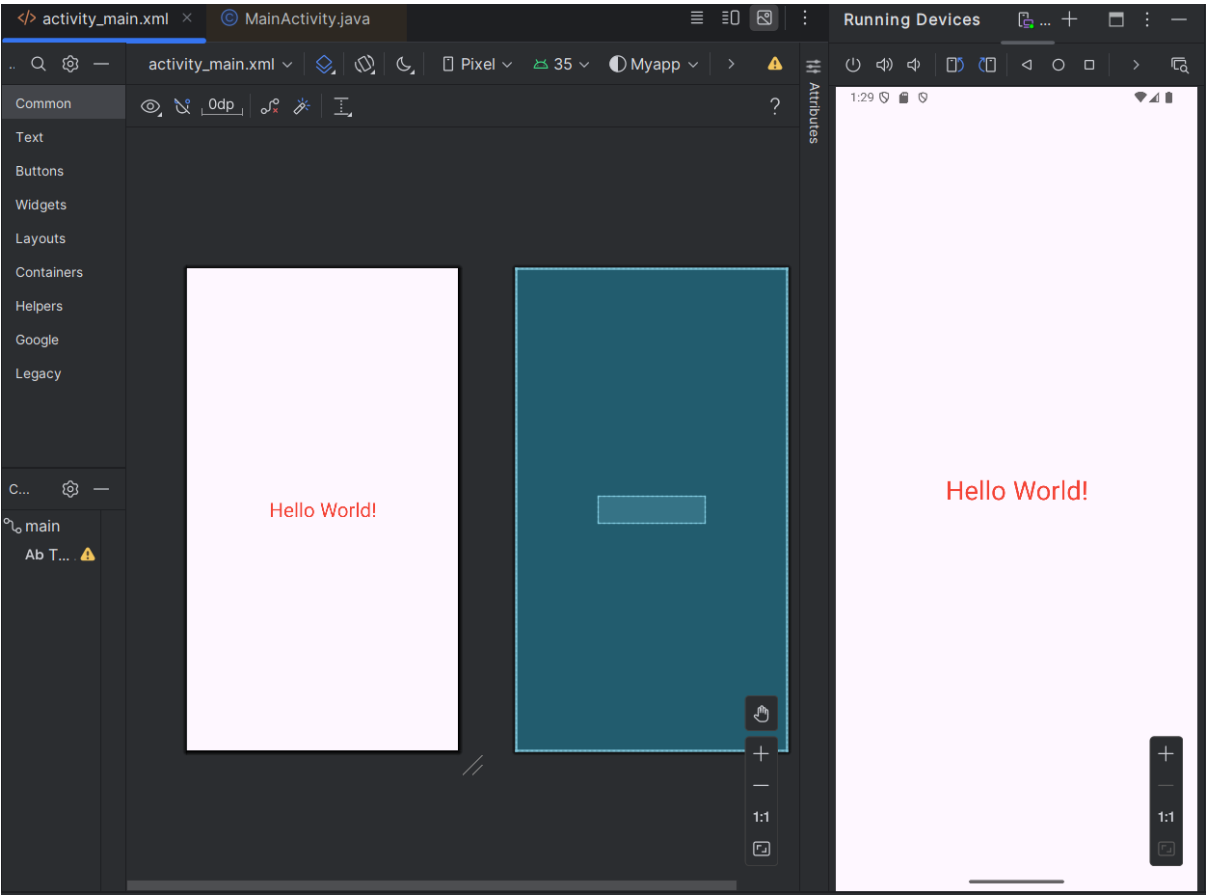 activity_main.xml
MainActivity.java
Running Devices
...
..
activity_main.xml
Pixel
35
Myapp
Attributes
Common
0dp
?
1:29
Text
Buttons
Widgets
Layouts
Containers
Helpers
Google
Legacy
Hello World!
Hello World!
C...
main
Ab T...
1:1
1:1